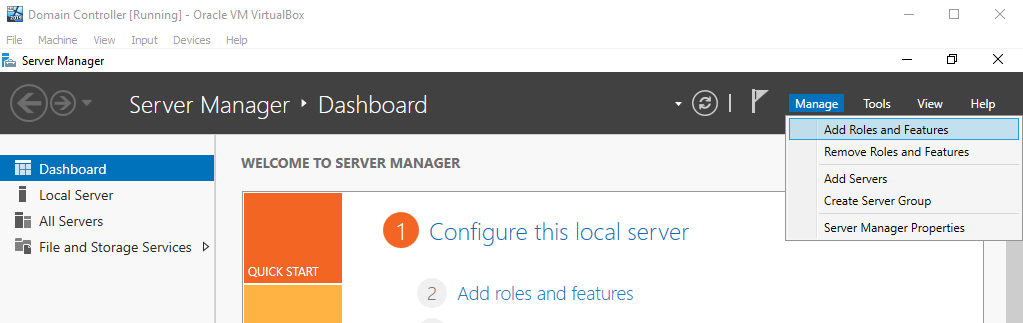 Domain Controller [Running] - Oracle VM VirtualBox
File Machine View Input Devices Help
Server Manager
Server Manager ‣ Dashboard
Manage Tools View Help
Add Roles and Features
Remove Roles and Features
Add Servers
Create Server Group
Server Manager Properties
Dashboard
Local Server
All Servers
File and Storage Services
WELCOME TO SERVER MANAGER
QUICK START
1 Configure this local server
2 Add roles and features